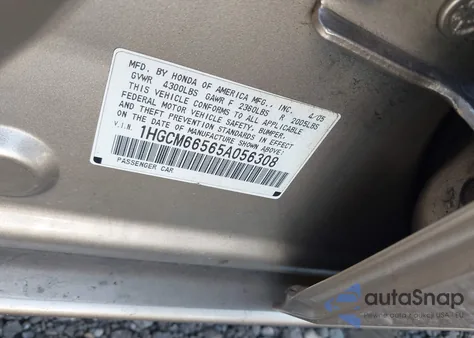 MFD. BY HONDA OF AMERICA MFG., INC. 4/05
GVWR 4300LBS GAWR F 2360LBS R 2005LBS
THIS VEHICLE CONFORMS TO ALL APPLICABLE
FEDERAL MOTOR VEHICLE SAFETY, BUMPER,
AND THEFT PREVENTION STANDARDS IN EFFECT
ON THE DATE OF MANUFACTURE SHOWN ABOVE.
V.I.N. 1HGCM66565A056308
PASSENGER CAR
autoSnap